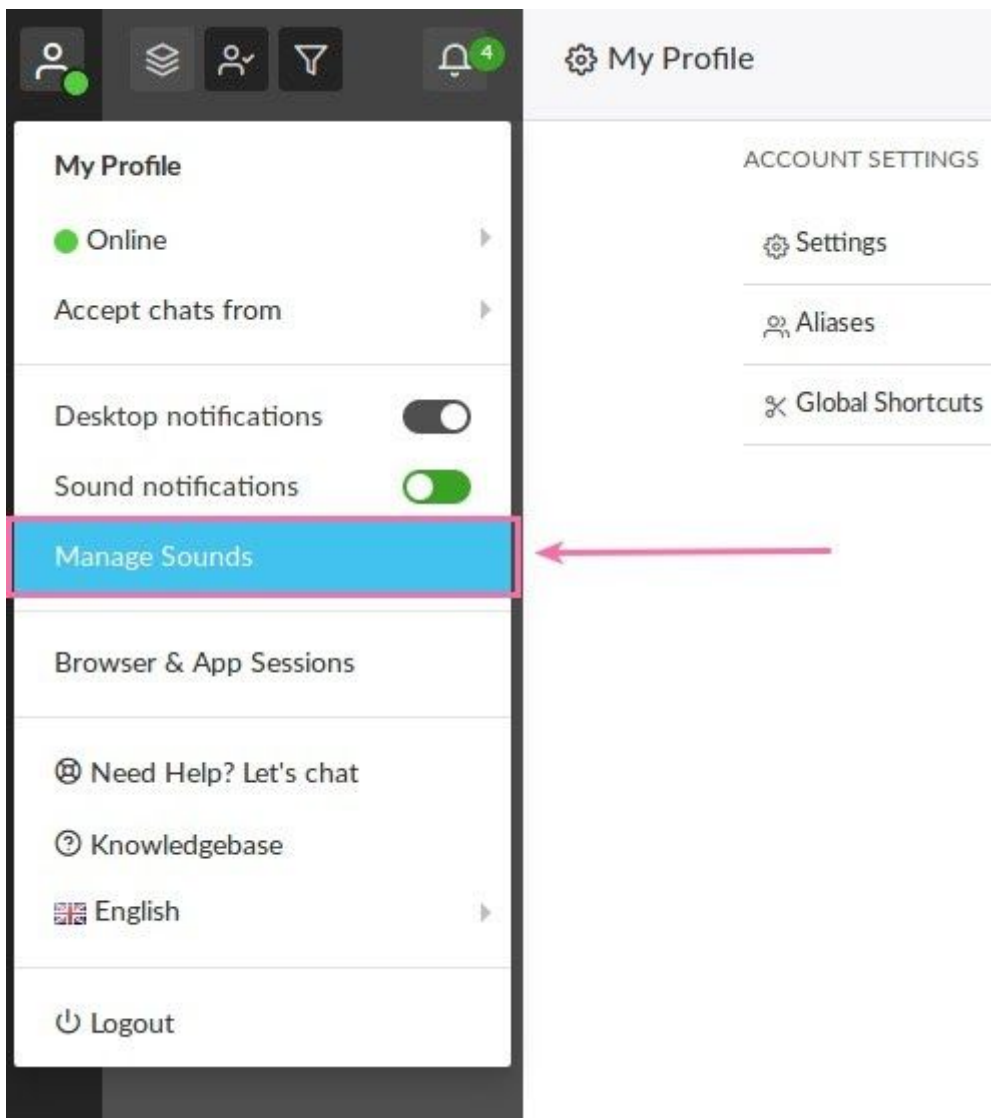 4
My Profile
My Profile
Online
Accept chats from
Desktop notifications
Sound notifications
Manage Sounds
Browser & App Sessions
Need Help? Let's chat
Knowledgebase
English
Logout
ACCOUNT SETTINGS
Settings
Aliases
Global Shortcuts